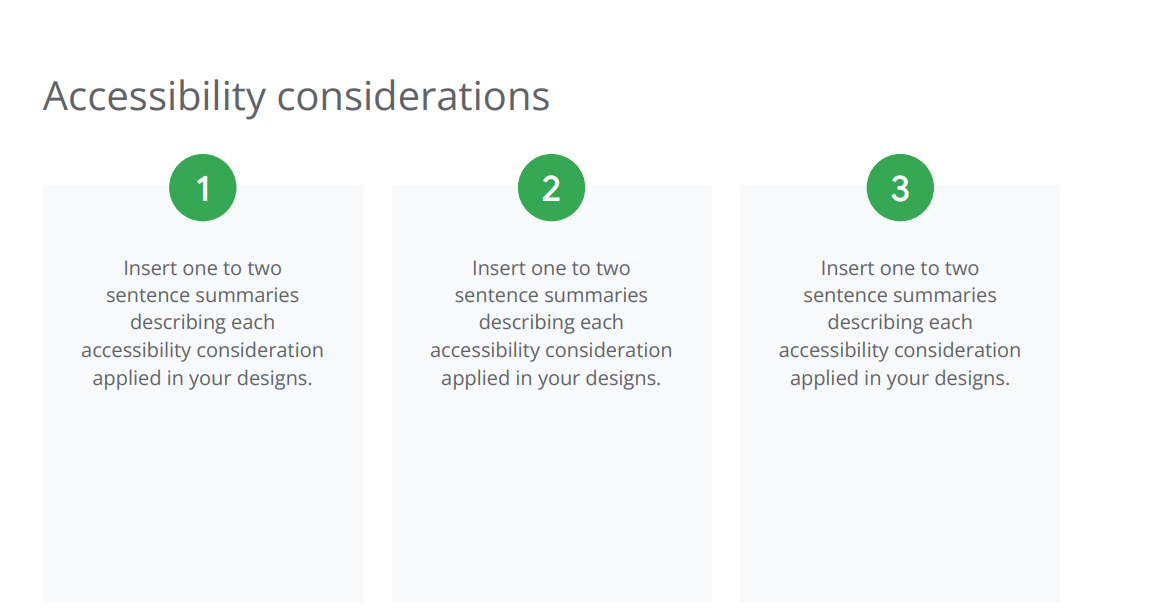 Accessibility considerations
1
Insert one to two
sentence summaries
describing each
accessibility consideration
applied in your designs.
2
Insert one to two
sentence summaries
describing each
accessibility consideration
applied in your designs.
3
Insert one to two
sentence summaries
describing each
accessibility consideration
applied in your designs.